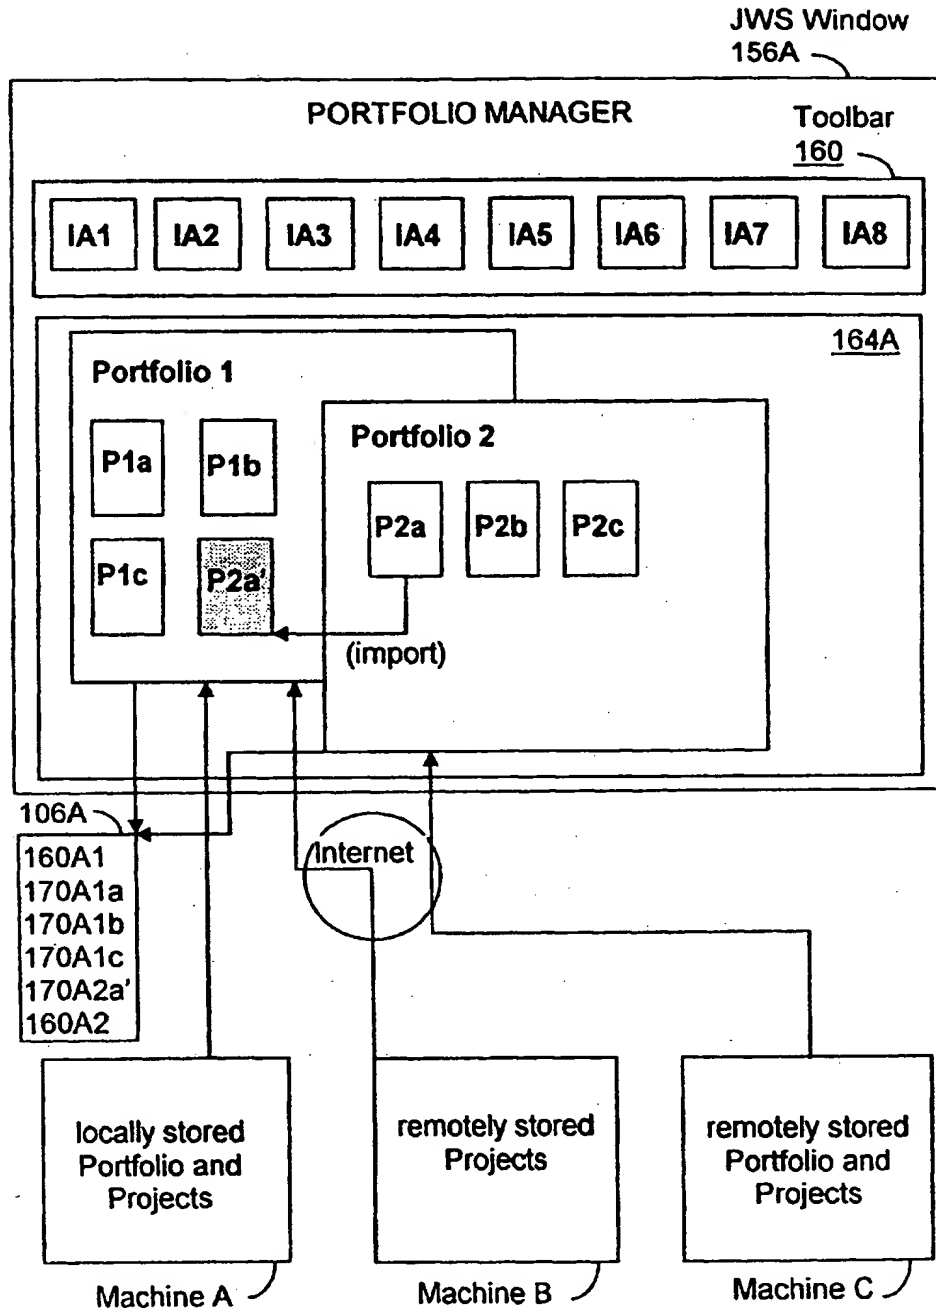 JWS Window
156A
PORTFOLIO MANAGER
Toolbar
160
IA1 IA2 IA3 IA4 IA5 IA6 IA7 IA8
164A
Portfolio 1
P1a P1b
P1c P2a'
Portfolio 2
P2a P2b P2c
(import)
106A
160A1
170A1a
170A1b
170A1c
170A2a'
160A2
Internet
locally stored
Portfolio and
Projects
Machine A
remotely stored
Projects
Machine B
remotely stored
Portfolio and
Projects
Machine C